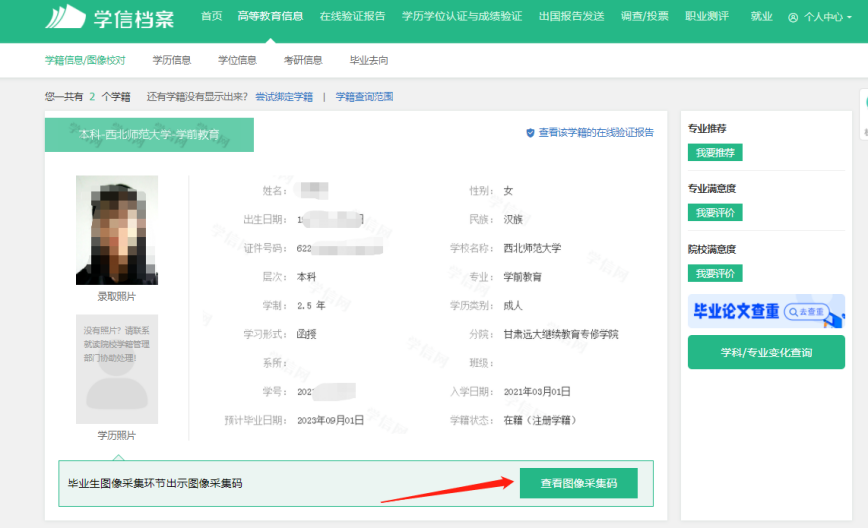 学信档案 首页 高等教育信息 在线验证报告 学历学位认证与成绩验证 出国报告发送 调查/投票 职业测评 就业 个人中心
学籍信息/图像校对 学历信息 学位信息 考研信息 毕业去向
您一共有 2 个学籍 还有学籍没有显示出来? 尝试绑定学籍 | 学籍查询范围
本科-西北师范大学-学前教育
查看该学籍的在线验证报告
姓名:
性别: 女
出生日期: 1 日
民族: 汉族
证件号码: 622
学校名称: 西北师范大学
层次: 本科
专业: 学前教育
录取照片
学制: 2.5 年
学历类别: 成人
没有照片? 请联系
就读院校学籍管理
部门协助处理!
学习形式: 函授
分院: 甘肃远大继续教育专修学院
系所:
班级:
学号: 202
入学日期: 2021年03月01日
预计毕业日期: 2023年09月01日
学籍状态: 在籍(注册学籍)
学历照片
毕业生图像采集环节出示图像采集码
查看图像采集码
专业推荐
我要推荐
专业满意度
我要评价
院校满意度
我要评价
毕业论文查重 去查重
学科/专业变化查询
学信网